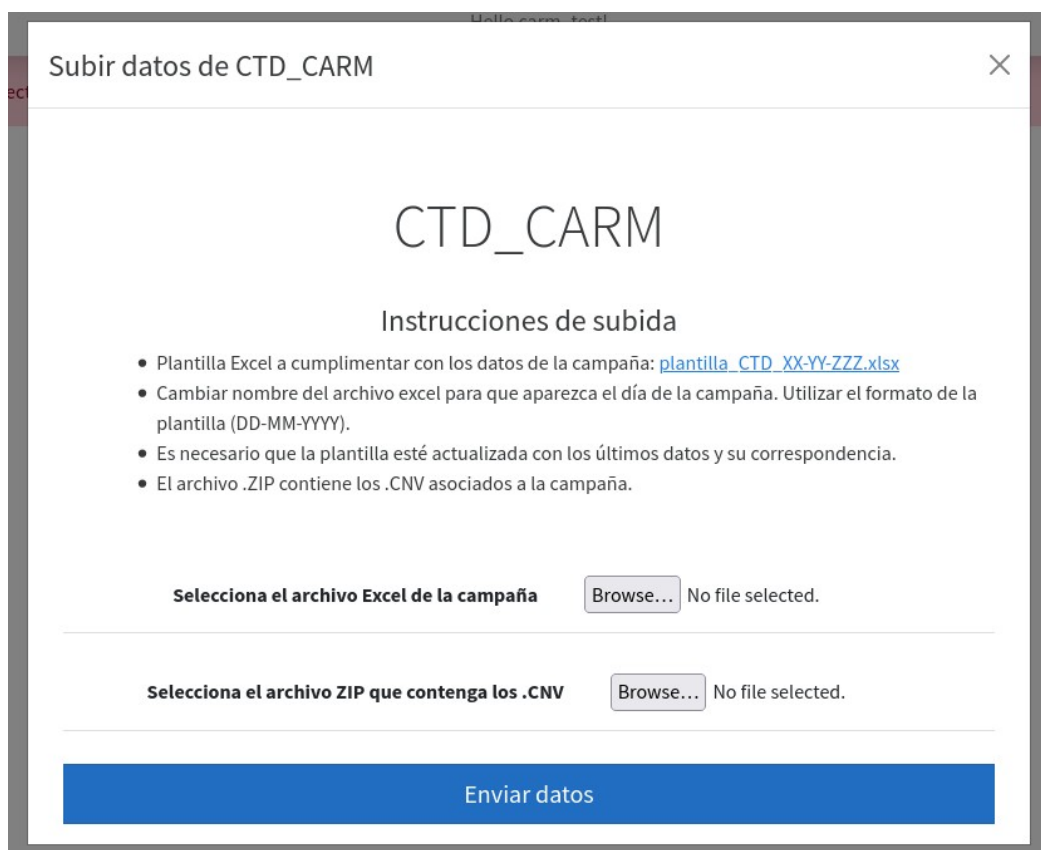 Subir datos de CTD_CARM
CTD_CARM
Instrucciones de subida
• Plantilla Excel a cumplimentar con los datos de la campaña: plantilla_CTD_XX-YY-ZZZ.xlsx
• Cambiar nombre del archivo excel para que aparezca el día de la campaña. Utilizar el formato de la
plantilla (DD-MM-YYYY).
• Es necesario que la plantilla esté actualizada con los últimos datos y su correspondencia.
• El archivo .ZIP contiene los .CNV asociados a la campaña.
Selecciona el archivo Excel de la campaña Browse... No file selected.
Selecciona el archivo ZIP que contenga los .CNV Browse... No file selected.
Enviar datos